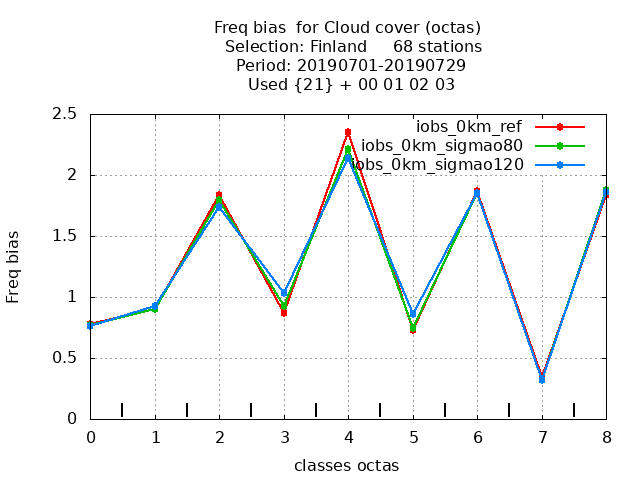 Freq bias  for Cloud cover (octas)
Selection: Finland     68 stations
Period: 20190701-20190729
Used {21} + 00 01 02 03
iobs_0km_ref
iobs_0km_sigmao80
iobs_0km_sigmao120
Freq bias
2.5
2
1.5
1
0.5
0
0 1 2 3 4 5 6 7 8
classes octas